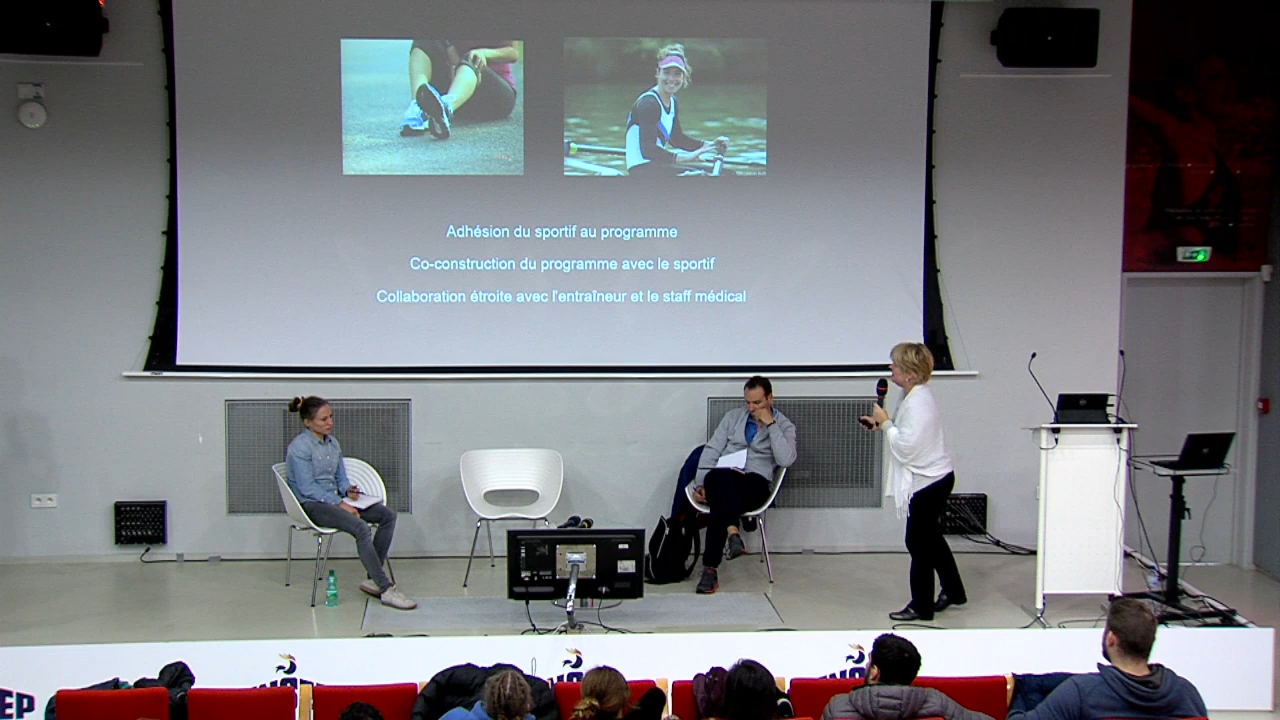 Adhésion du sportif au programme
Co-construction du programme avec le sportif
Collaboration étroite avec l'entraîneur et le staff médical
EP